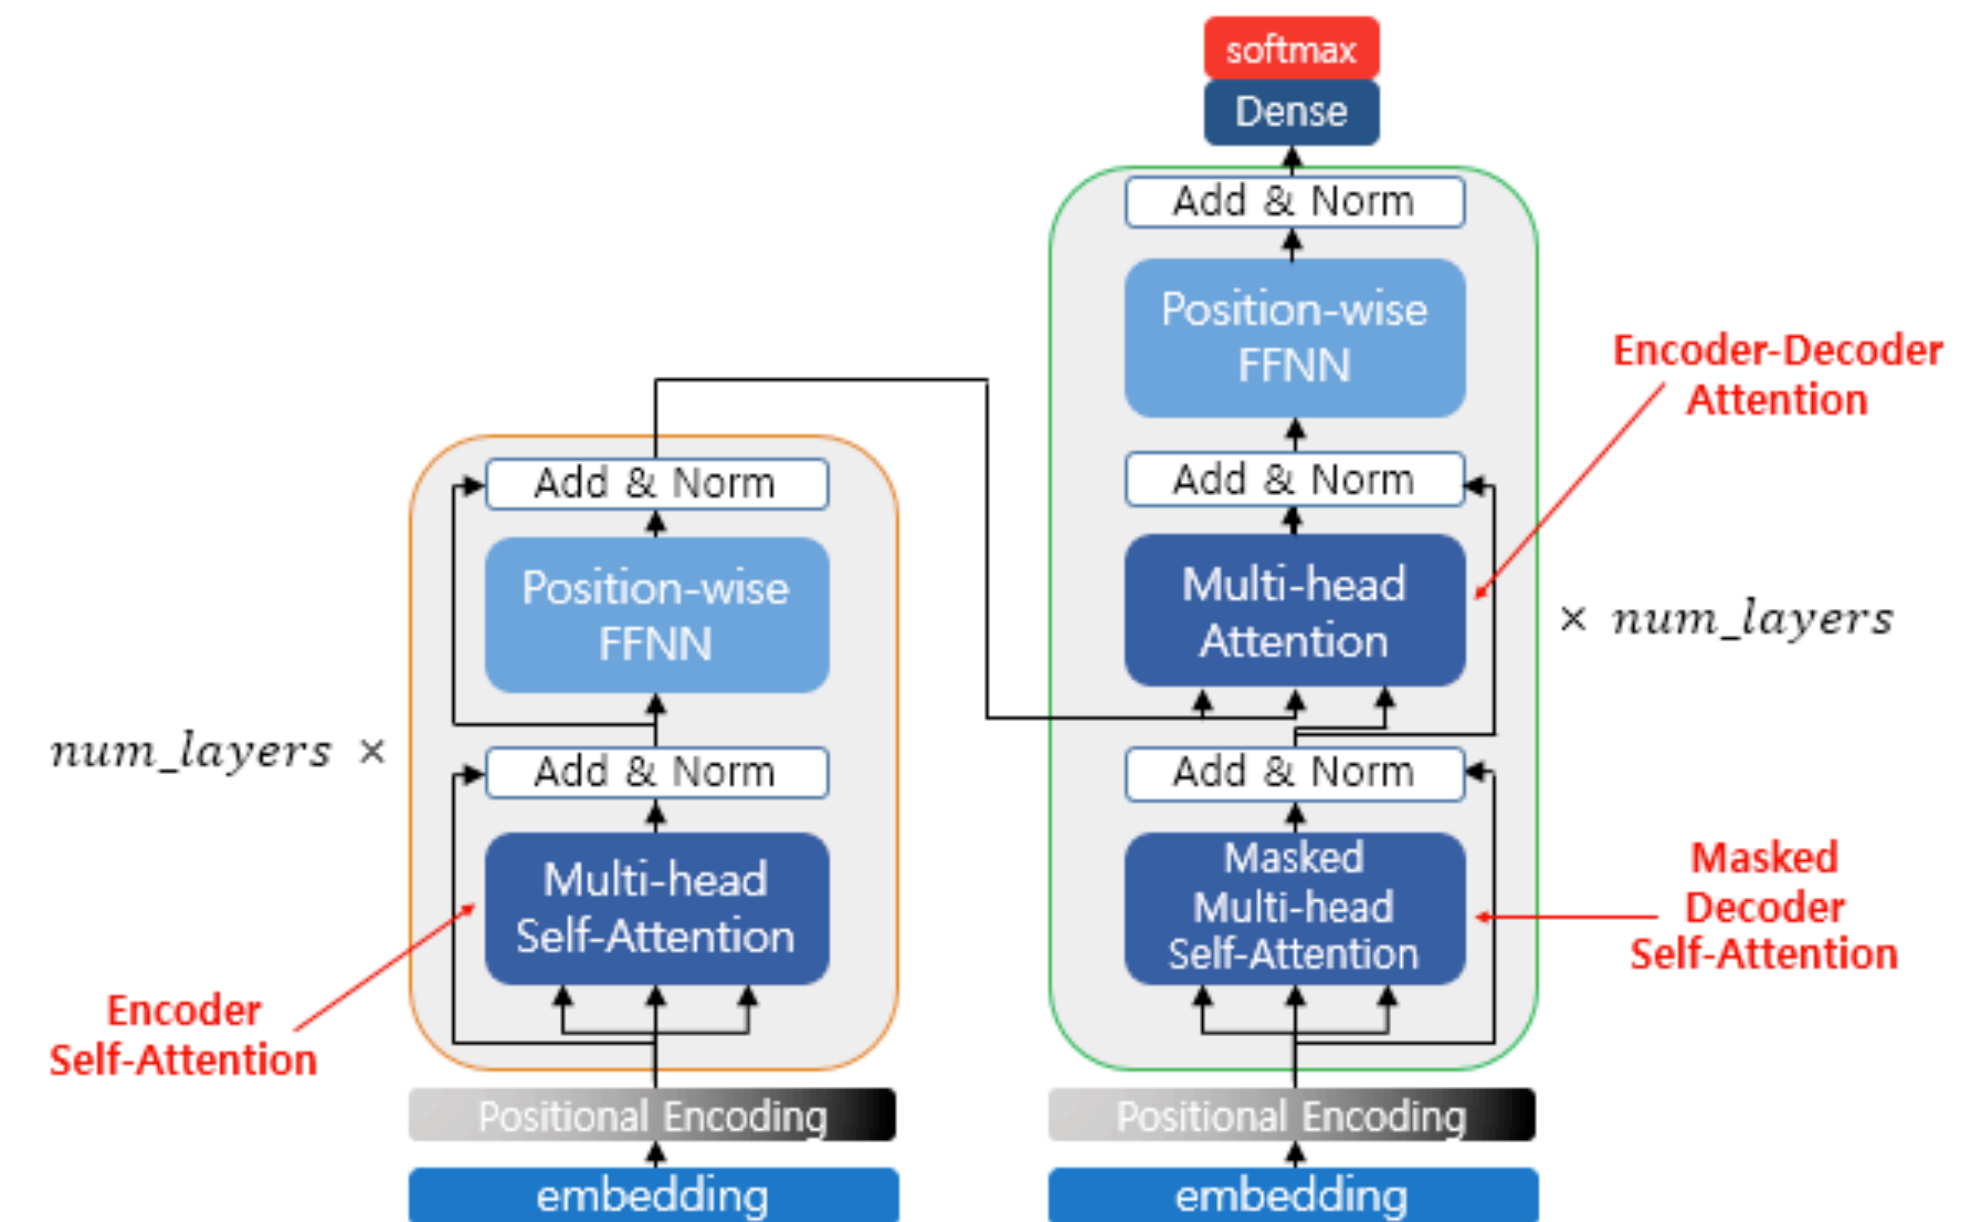 softmax
Dense
Add & Norm
Position-wise
FFNN
Encoder-Decoder
Attention
Add & Norm
Multi-head
Attention
× num_layers
Add & Norm
Masked
Multi-head
Self-Attention
Masked
Decoder
Self-Attention
Positional Encoding
embedding
Add & Norm
Position-wise
FFNN
num_layers ×
Add & Norm
Multi-head
Self-Attention
Encoder
Self-Attention
Positional Encoding
embedding